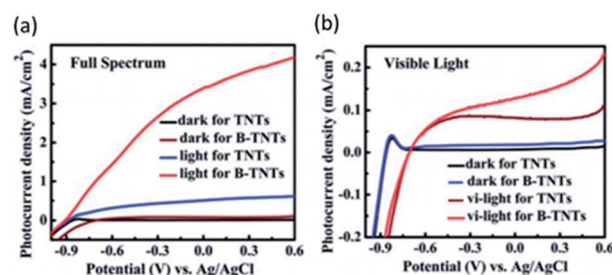 (a)
Full Spectrum
Photocurrent density (mA/cm²)
4
3
2
1
0
dark for TNTs
dark for B-TNTs
light for TNTs
light for B-TNTs
-0.9 -0.6 -0.3 0.0 0.3 0.6
Potential (V) vs. Ag/AgCl
(b)
Visible Light
Photocurrent density (mA/cm²)
0.2
0.1
0.0
-0.1
-0.2
dark for TNTs
dark for B-TNTs
vi-light for TNTs
vi-light for B-TNTs
-0.9 -0.6 -0.3 0.0 0.3 0.6
Potential (V) vs. Ag/AgCl